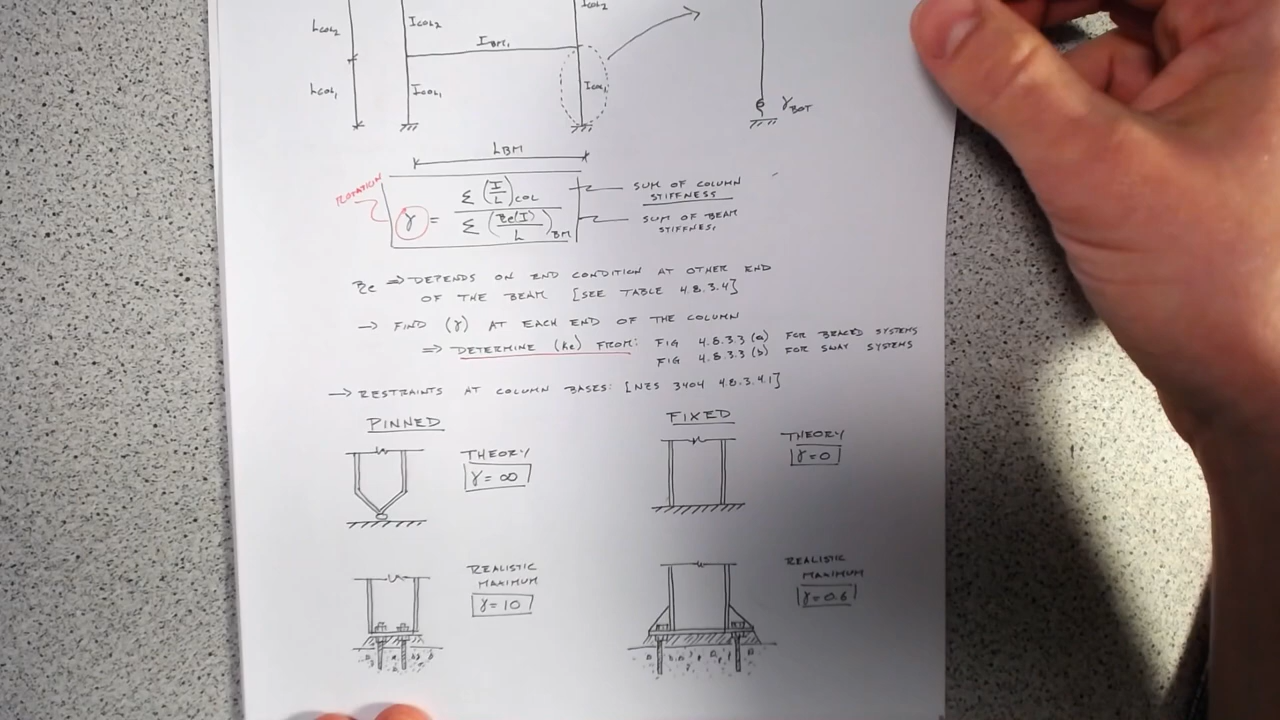 LCOL2
ICOL2
ICOL2
IBM1
LCOL1
ICOL1
ICOL1
γBOT
LBM
ROTATION
γ = Σ (I/L)COL / Σ (βe(I)/L)BM
SUM OF COLUMN
STIFFNESS
SUM OF BEAM
STIFFNESS
βe ⇒ DEPENDS ON END CONDITION AT OTHER END
OF THE BEAM [SEE TABLE 4.8.3.4]
→ FIND (γ) AT EACH END OF THE COLUMN
⇒ DETERMINE (ke) FROM: FIG 4.8.3.3 (a) FOR BRACED SYSTEMS
FIG 4.8.3.3 (b) FOR SWAY SYSTEMS
→ RESTRAINTS AT COLUMN BASES: [NZS 3404 4.8.3.4.1]
PINNED
FIXED
THEORY
γ = ∞
THEORY
γ = 0
REALISTIC
MAXIMUM
γ = 10
REALISTIC
MAXIMUM
γ = 0.6